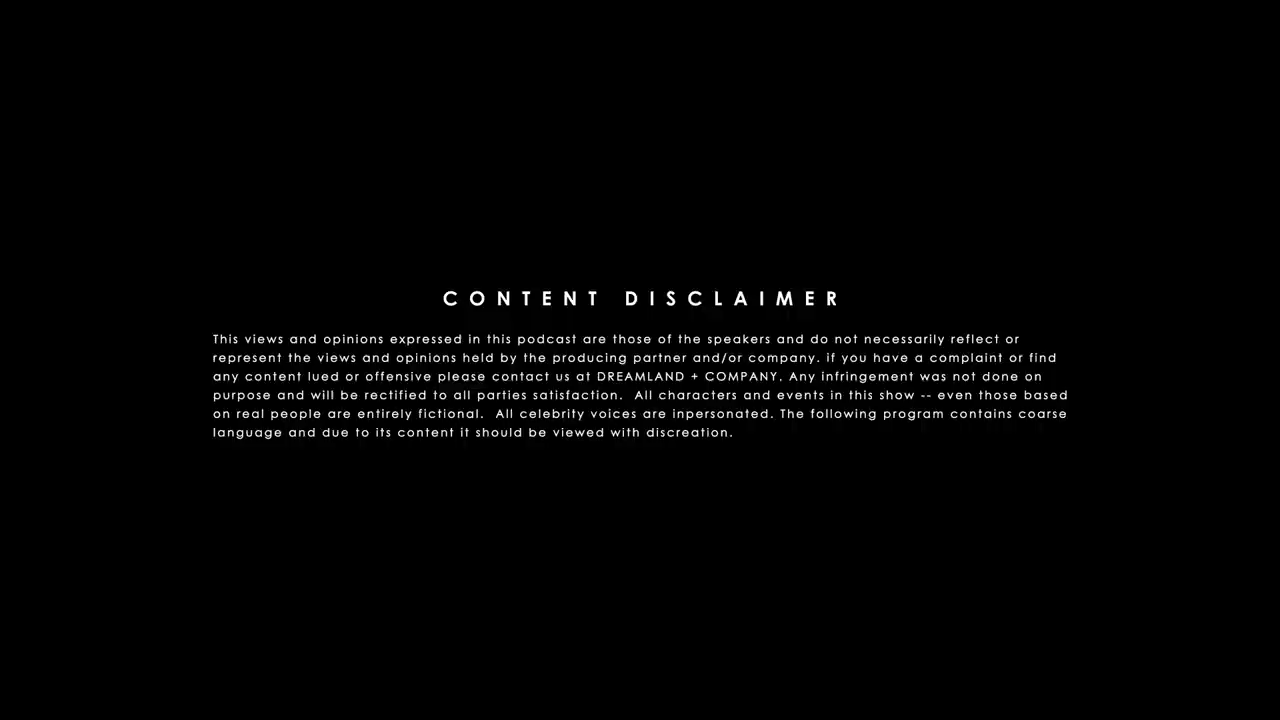 CONTENT DISCLAIMER
This views and opinions expressed in this podcast are those of the speakers and do not necessarily reflect or
represent the views and opinions held by the producing partner and/or company. if you have a complaint or find
any content lued or offensive please contact us at DREAMLAND + COMPANY. Any infringement was not done on
purpose and will be rectified to all parties satisfaction.  All characters and events in this show -- even those based
on real people are entirely fictional.  All celebrity voices are inpersonated. The following program contains coarse
language and due to its content it should be viewed with discreation.